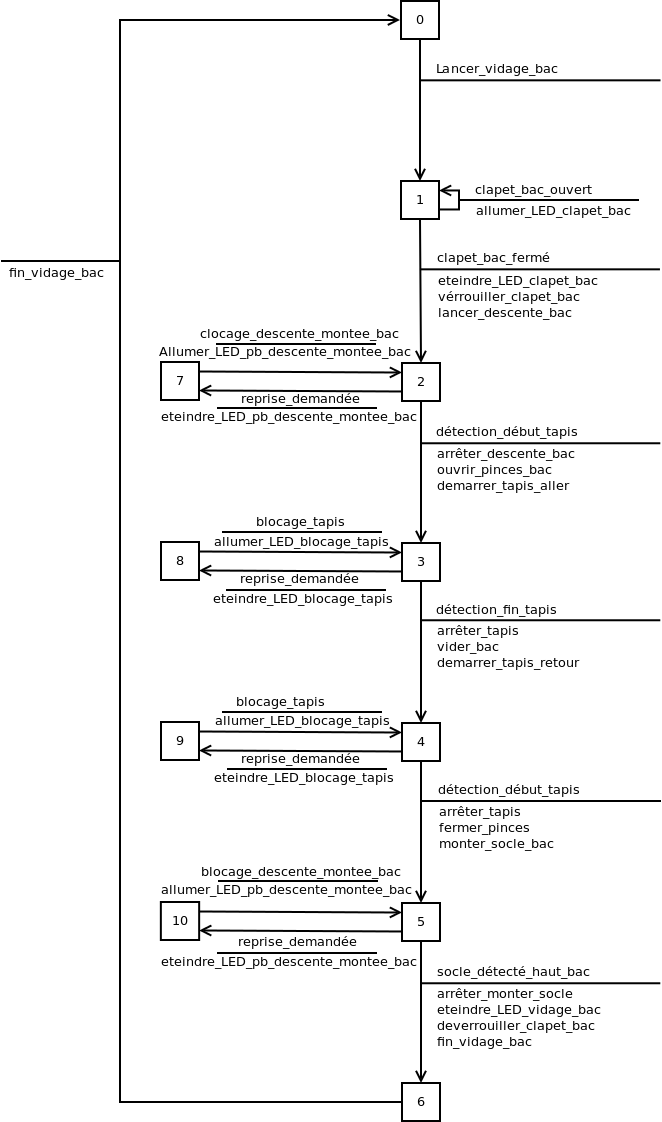 0
Lancer_vidage_bac
1
clapet_bac_ouvert
allumer_LED_clapet_bac
fin_vidage_bac
clapet_bac_fermé
eteindre_LED_clapet_bac
vérrouiller_clapet_bac
lancer_descente_bac
clocage_descente_montee_bac
Allumer_LED_pb_descente_montee_bac
7
2
reprise_demandée
eteindre_LED_pb_descente_montee_bac
détection_début_tapis
arrêter_descente_bac
ouvrir_pinces_bac
demarrer_tapis_aller
blocage_tapis
allumer_LED_blocage_tapis
8
3
reprise_demandée
eteindre_LED_blocage_tapis
détection_fin_tapis
arrêter_tapis
vider_bac
demarrer_tapis_retour
blocage_tapis
allumer_LED_blocage_tapis
9
4
reprise_demandée
eteindre_LED_blocage_tapis
détection_début_tapis
arrêter_tapis
fermer_pinces
monter_socle_bac
blocage_descente_montee_bac
allumer_LED_pb_descente_montee_bac
10
5
reprise_demandée
eteindre_LED_pb_descente_montee_bac
socle_détecté_haut_bac
arrêter_monter_socle
eteindre_LED_vidage_bac
deverrouiller_clapet_bac
fin_vidage_bac
6